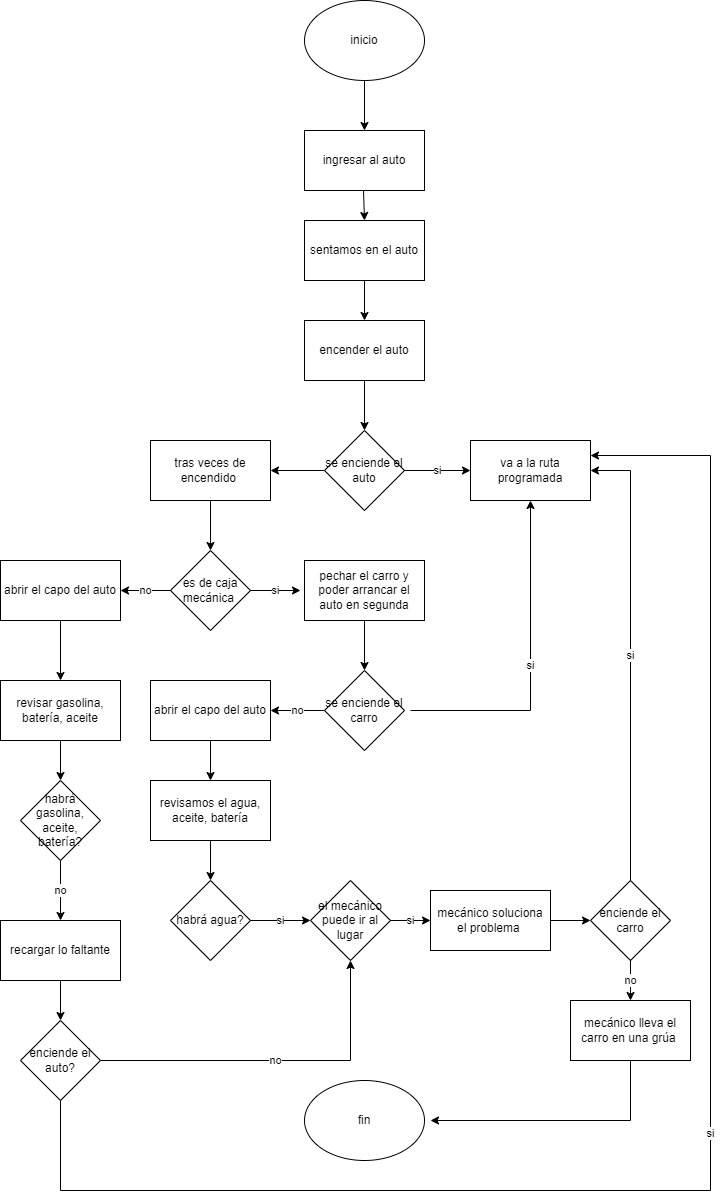 inicio
ingresar al auto
sentamos en el auto
encender el auto
se enciende el
auto
si
va a la ruta
programada
tras veces de
encendido
es de caja
mecánica
no
si
abrir el capo del auto
pechar el carro y
poder arrancar el
auto en segunda
revisar gasolina,
batería, aceite
abrir el capo del auto
no
se enciende el
carro
si
si
habrá
gasolina,
aceite,
batería?
revisamos el agua,
aceite, batería
no
habrá agua?
si
el mecánico
puede ir al
lugar
si
mecánico soluciona
el problema
enciende el
carro
recargar lo faltante
no
mecánico lleva el
carro en una grúa
enciende el
auto?
no
fin
si